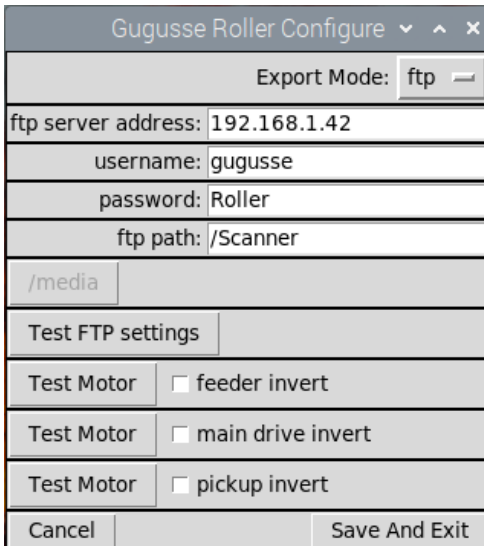 Gugusse Roller Configure
Export Mode: ftp
ftp server address: 192.168.1.42
username: gugusse
password: Roller
ftp path: /Scanner
/media
Test FTP settings
Test Motor feeder invert
Test Motor main drive invert
Test Motor pickup invert
Cancel Save And Exit